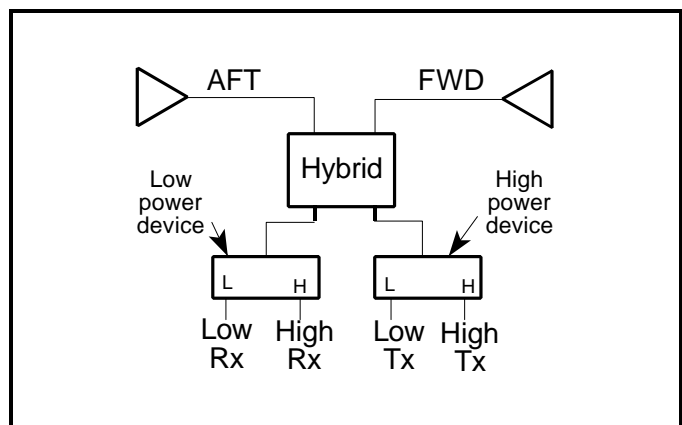 AFT FWD
Hybrid
Low
power
device
High
power
device
L H L H
Low High Low High
Rx Rx Tx Tx